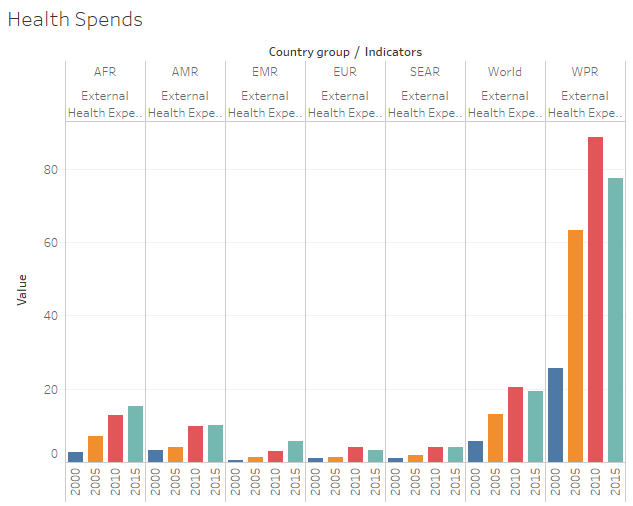 Health Spends
Country group / Indicators
AFR AMR EMR EUR SEAR World WPR
External External External External External External External
Health Expe.. Health Expe.. Health Expe.. Health Expe.. Health Expe.. Health Expe.. Health Expe..
Value
80
60
40
20
0
2000 2005 2010 2015 2000 2005 2010 2015 2000 2005 2010 2015 2000 2005 2010 2015 2000 2005 2010 2015 2000 2005 2010 2015 2000 2005 2010 2015